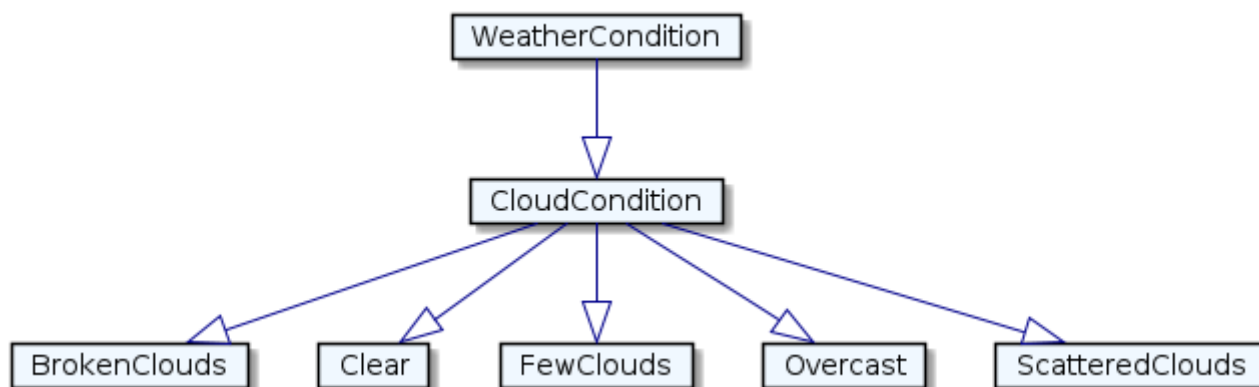 WeatherCondition
CloudCondition
BrokenClouds
Clear
FewClouds
Overcast
ScatteredClouds